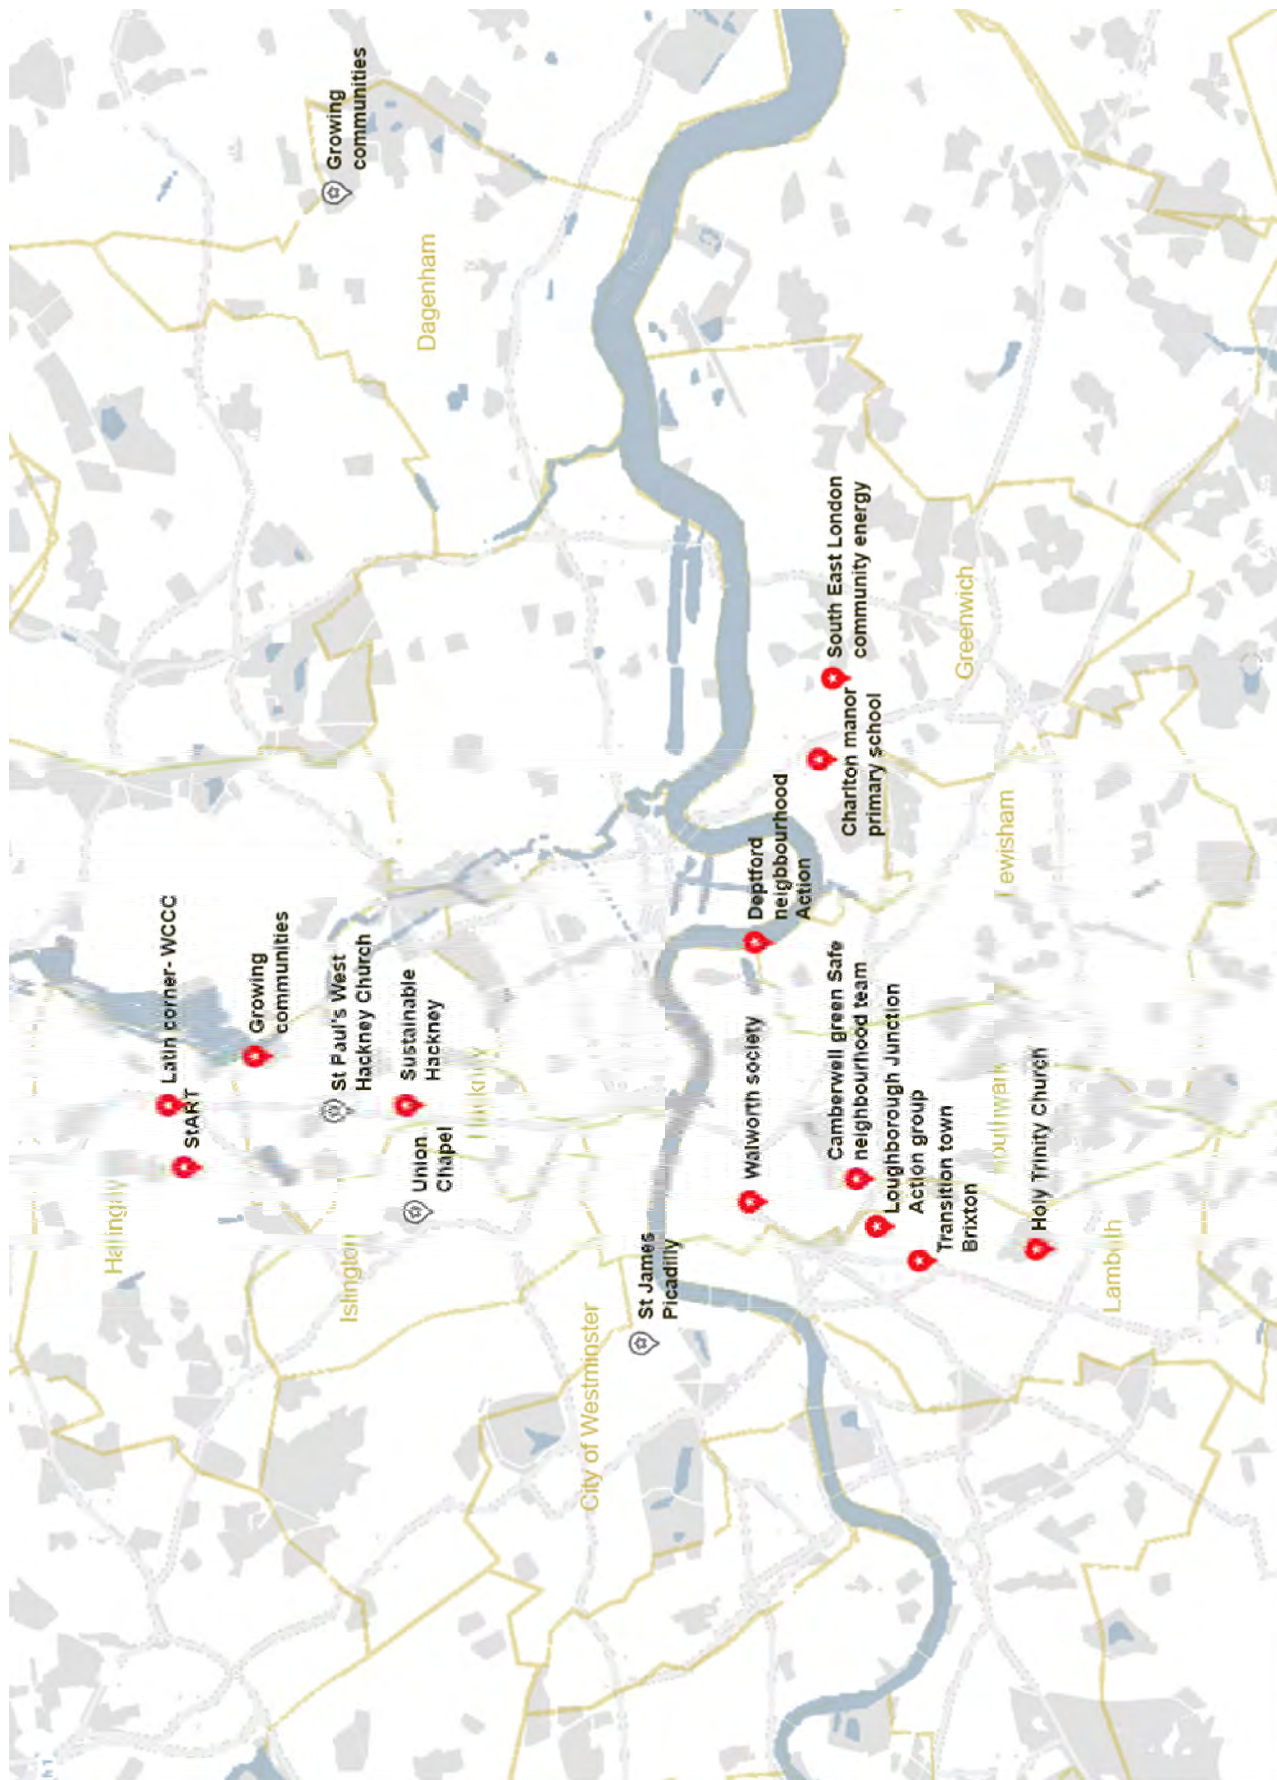 Growing
communities
Dagenham
Latin corner- WCCC
StART
Growing
communities
St Paul's West
Hackney Church
Sustainable
Hackney
Union
Chapel
Islington
St James
Picadilly
City of Westminster
South East London
community energy
Charlton manor
primary school
Greenwich
Deptford
neigbbourhood
Action
Walworth society
Camberwell green Safe
neighbourhood team
Loughborough Junction
Action group
Transition town
Brixton
Holy Trinity Church
Lewisham
Lambeth